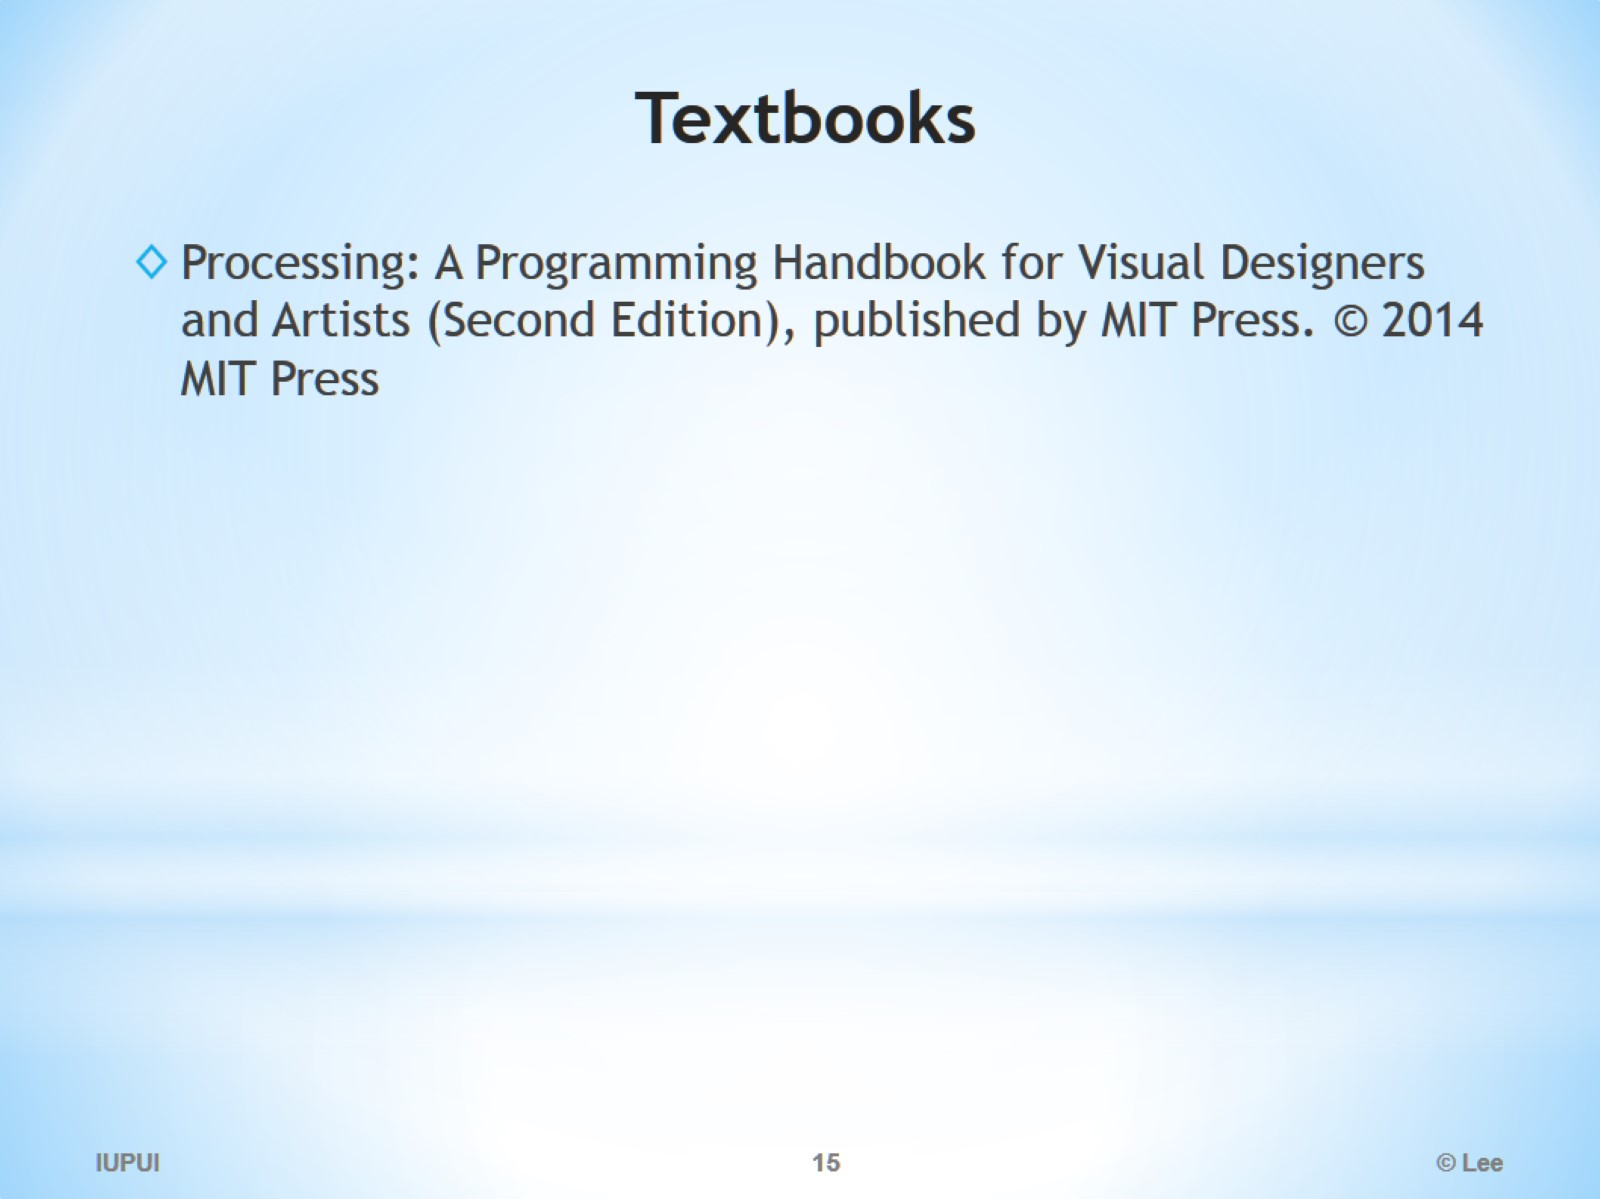 Textbooks
Processing: A Programming Handbook for Visual Designers
and Artists (Second Edition), published by MIT Press. © 2014
MIT Press
IUPUI
15
© Lee